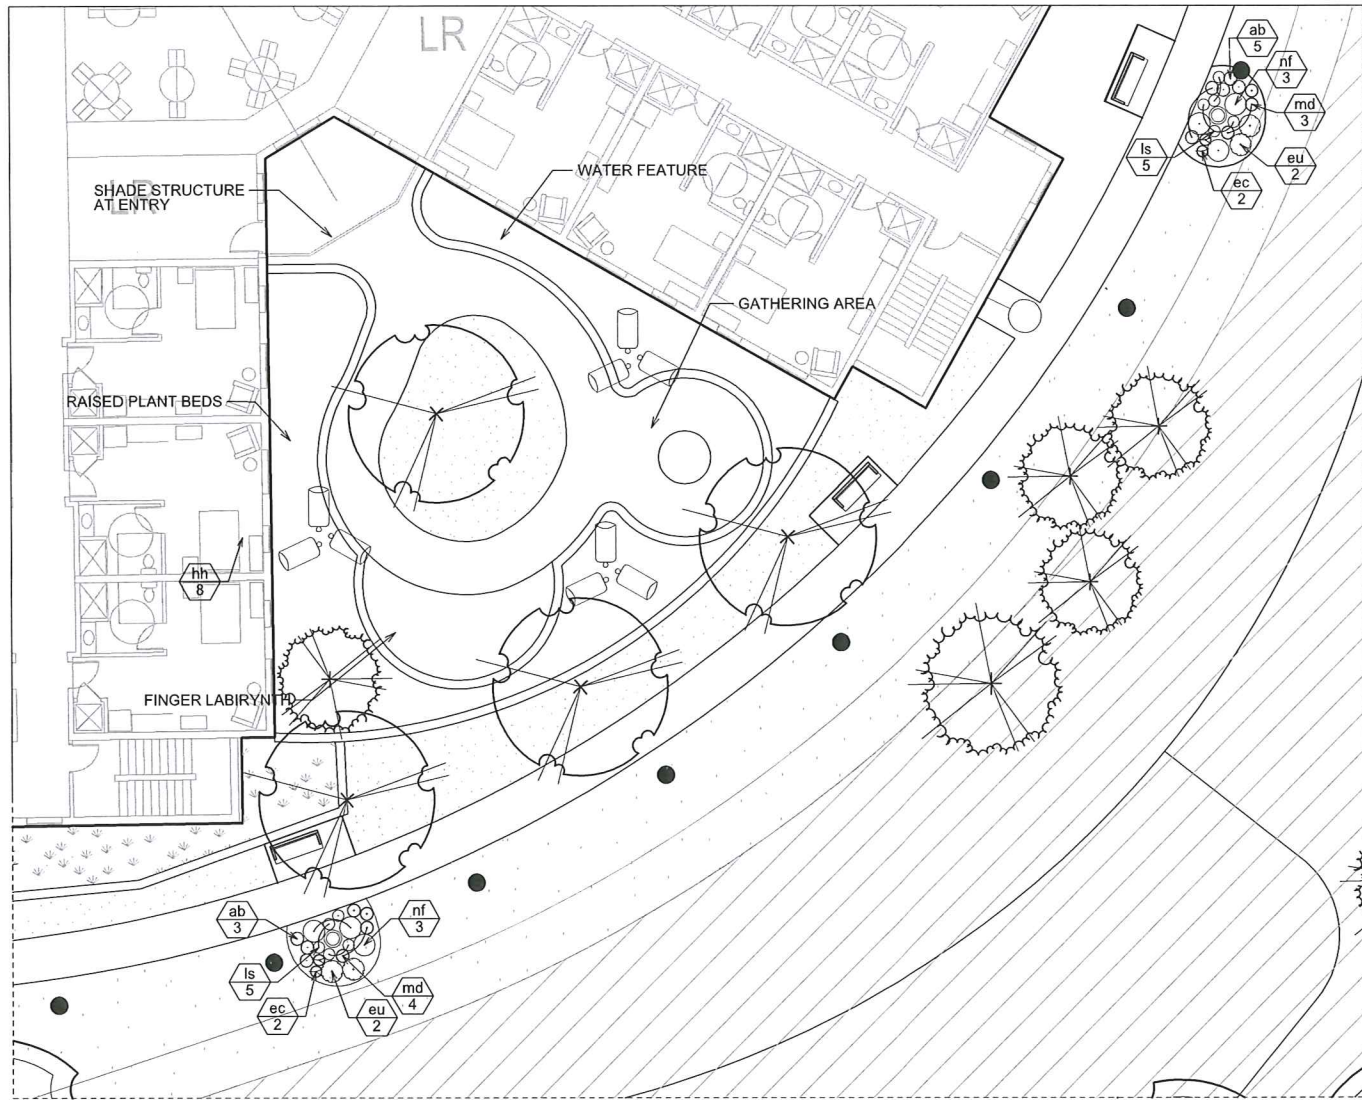 LR
ab
5
nf
3
md
3
ls
5
eu
2
ec
2
WATER FEATURE
SHADE STRUCTURE
AT ENTRY
LR
GATHERING AREA
RAISED PLANT BEDS
hh
8
FINGER LABIRYNTH
ab
3
nf
3
ls
5
md
4
ec
2
eu
2